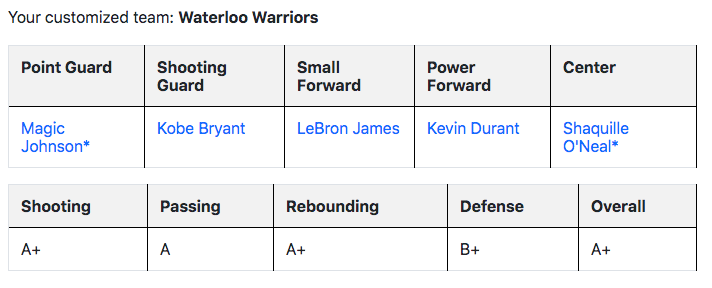 Your customized team: Waterloo Warriors
Point Guard
Shooting
Guard
Small
Forward
Power
Forward
Center
Magic
Johnson*
Kobe Bryant
LeBron James
Kevin Durant
Shaquille
O'Neal*
Shooting
Passing
Rebounding
Defense
Overall
A+
A
A+
B+
A+